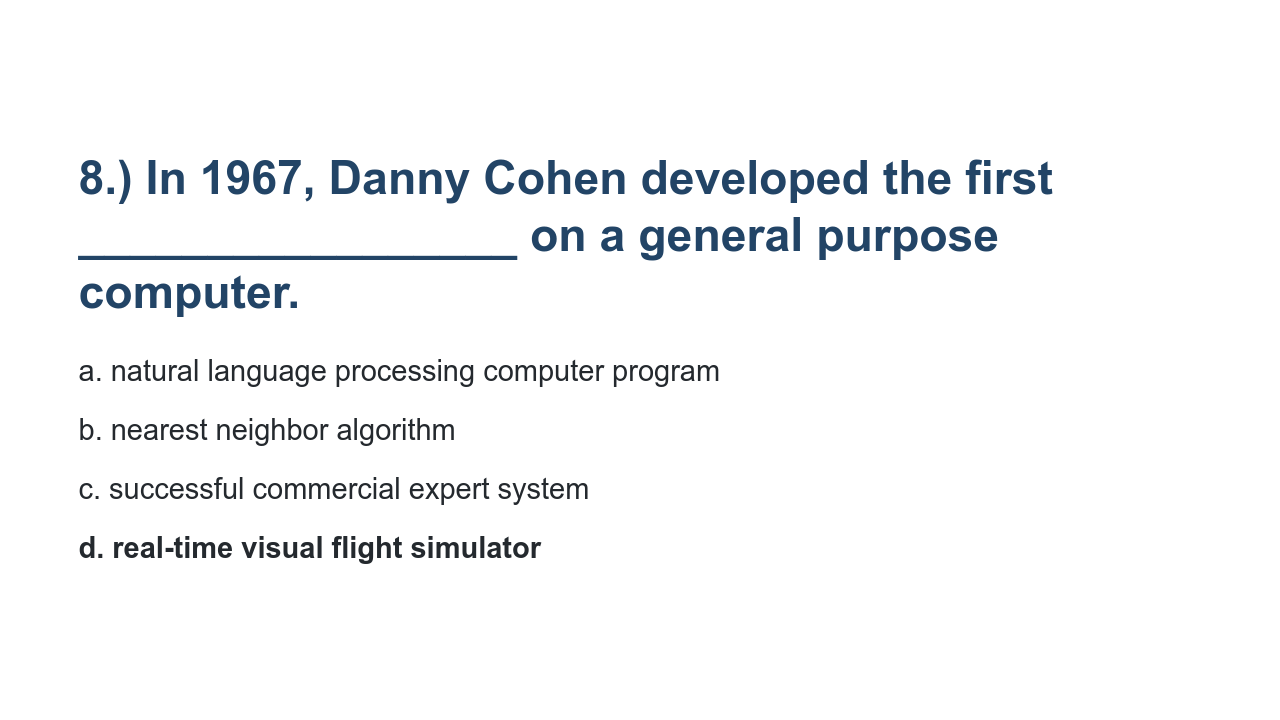 8.) In 1967, Danny Cohen developed the first
_________________ on a general purpose
computer.
a. natural language processing computer program
b. nearest neighbor algorithm
c. successful commercial expert system
d. real-time visual flight simulator